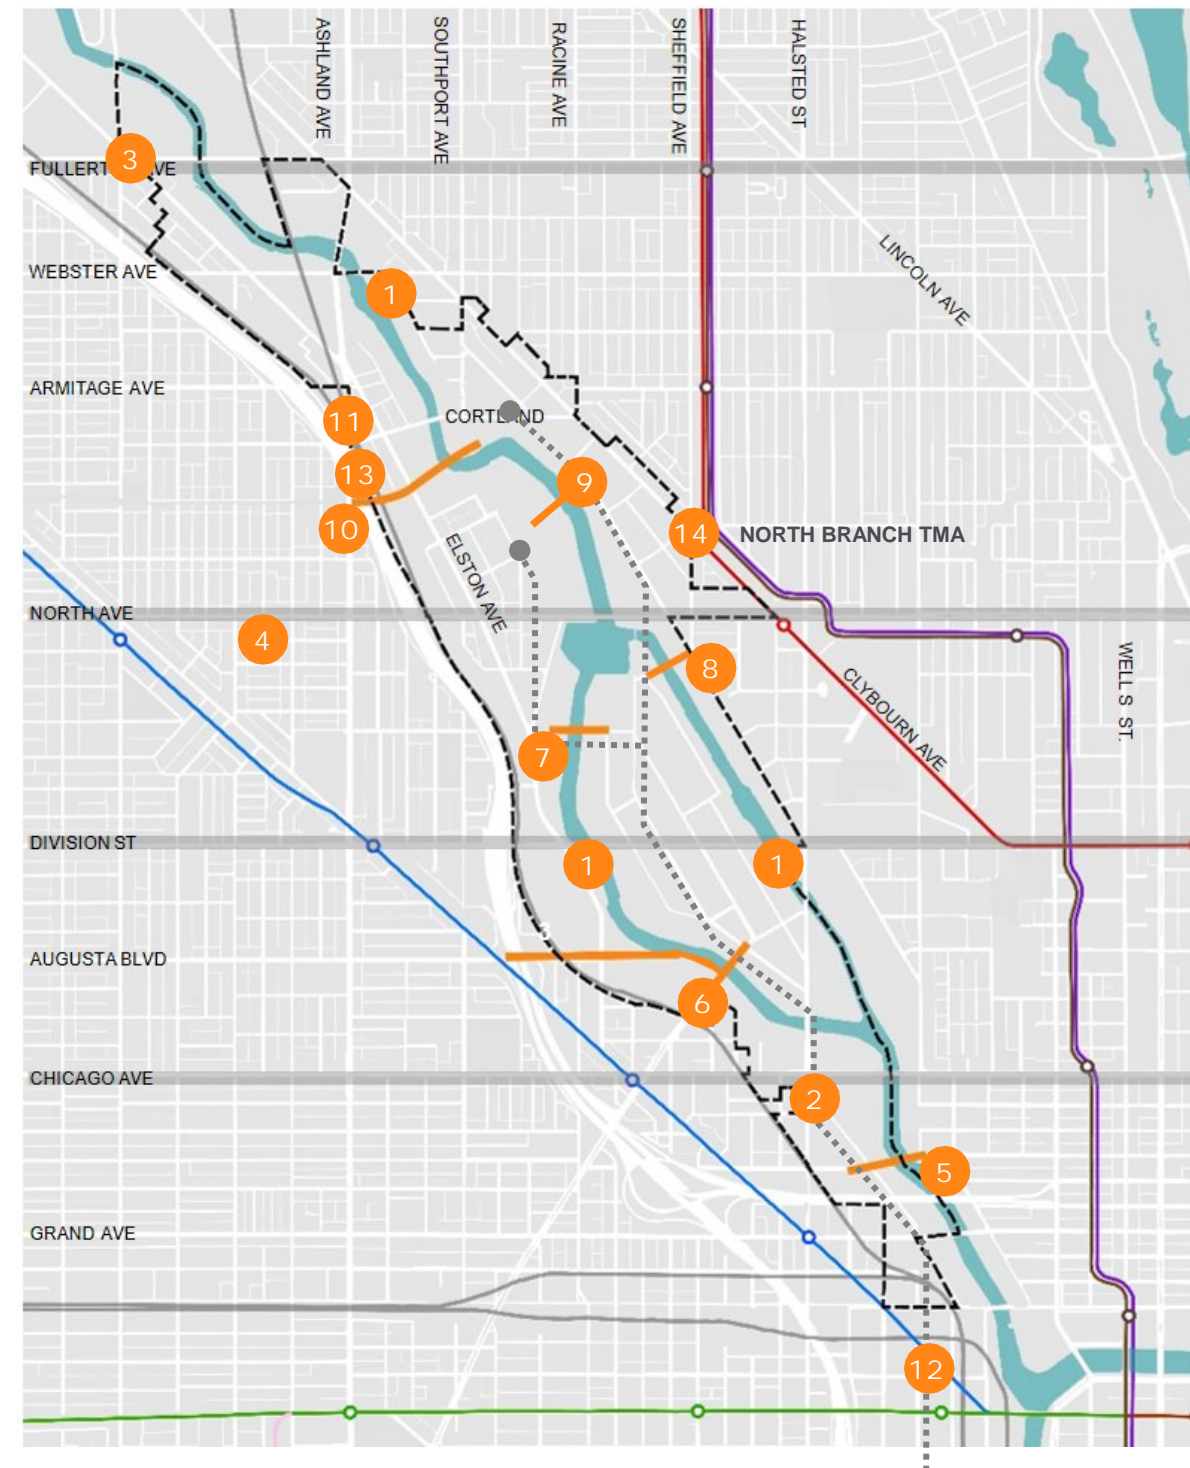 ASHLAND AVE
SOUTHPORT AVE
RACINE AVE
SHEFFIELD AVE
HALSTED ST
3
FULLERT VE
LINCOLN AVE
WEBSTER AVE
1
ARMITAGE AVE
11
CORTLAND
13
9
10
14
NORTH BRANCH TMA
ELSTON AVE
NORTH AVE
4
8
CLYBOURN AVE
WELLS ST.
7
DIVISION ST
1
1
AUGUSTA BLVD
6
CHICAGO AVE
2
5
GRAND AVE
12